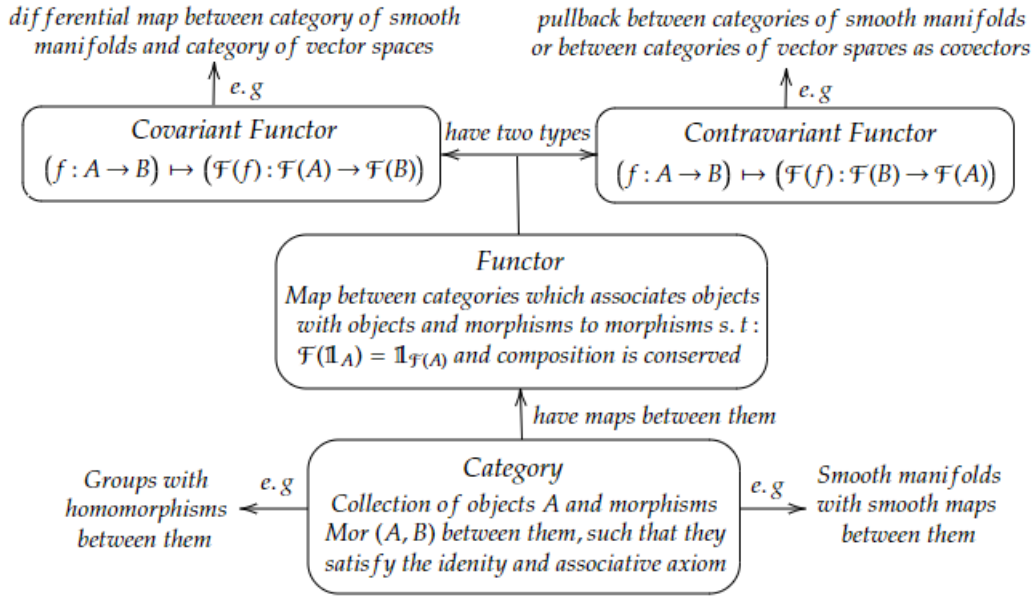 differential map between category of smooth
manifolds and category of vector spaces
pullback between categories of smooth manifolds
or between categories of vector spaves as covectors
e.g
e.g
Covariant Functor
(f : A → B) ↦ (ℱ(f) : ℱ(A) → ℱ(B))
have two types
Contravariant Functor
(f : A → B) ↦ (ℱ(f) : ℱ(B) → ℱ(A))
Functor
Map between categories which associates objects
with objects and morphisms to morphisms s.t :
ℱ(𝟙_A) = 𝟙_ℱ(A) and composition is conserved
have maps between them
Category
Collection of objects A and morphisms
Mor (A, B) between them, such that they
satisfy the idenity and associative axiom
e.g
Groups with
homomorphisms
between them
e.g
Smooth manifolds
with smooth maps
between them